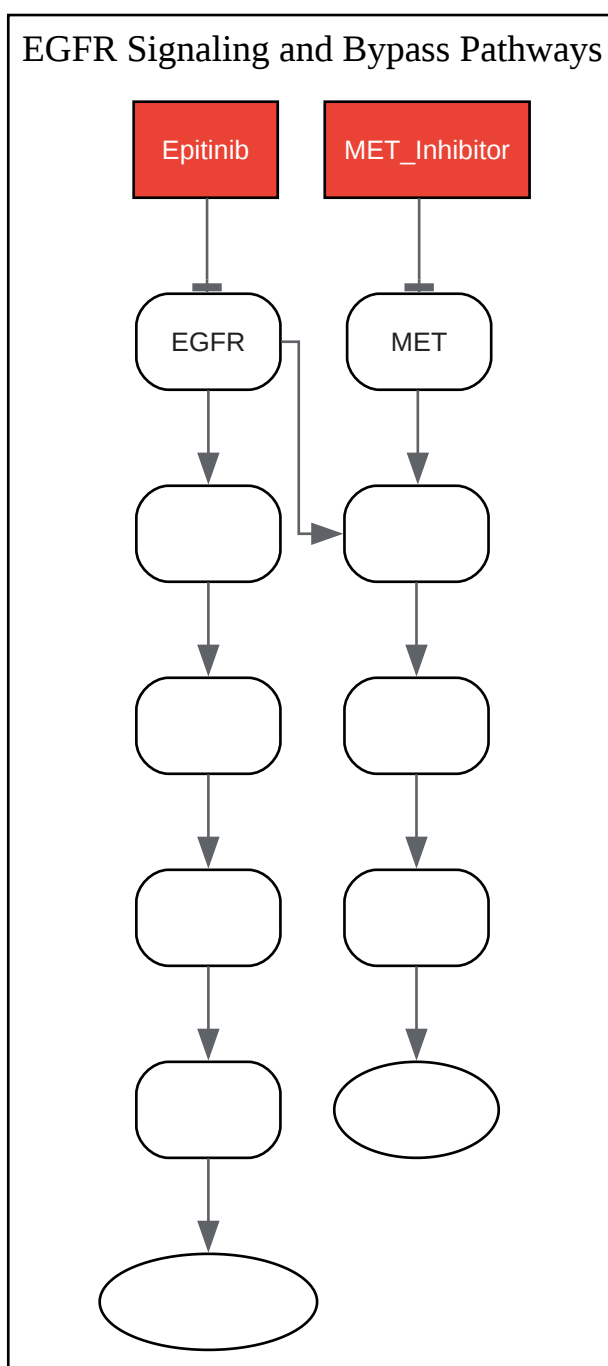 EGFR Signaling and Bypass Pathways
Epitinib
MET_Inhibitor
EGFR
MET